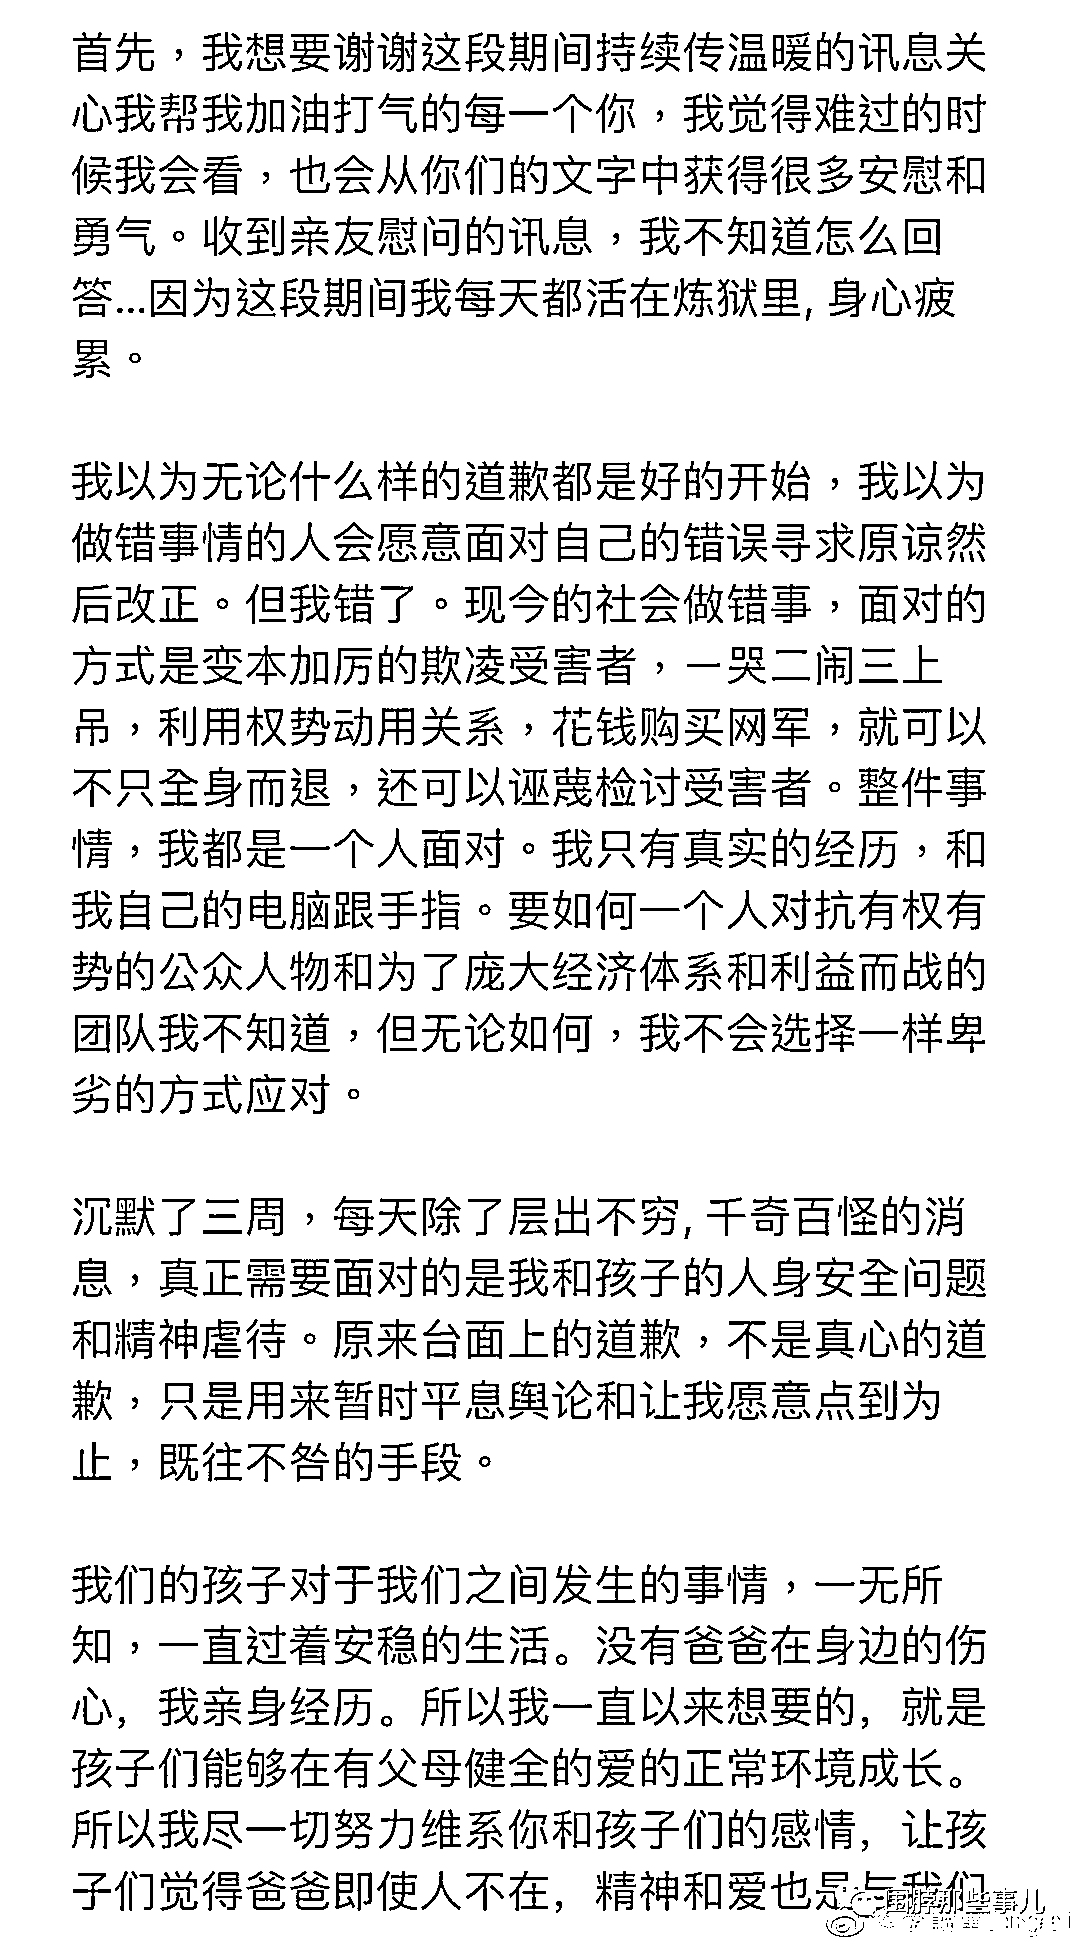 首先，我想要谢谢这段期间持续传温暖的讯息关
心我帮我加油打气的每一个你，我觉得难过的时
候我会看，也会从你们的文字中获得很多安慰和
勇气。收到亲友慰问的讯息，我不知道怎么回
答...因为这段期间我每天都活在炼狱里, 身心疲
累。
我以为无论什么样的道歉都是好的开始，我以为
做错事情的人会愿意面对自己的错误寻求原谅然
后改正。但我错了。现今的社会做错事，面对的
方式是变本加厉的欺凌受害者，一哭二闹三上
吊，利用权势动用关系，花钱购买网军，就可以
不只全身而退，还可以诬蔑检讨受害者。整件事
情，我都是一个人面对。我只有真实的经历，和
我自己的电脑跟手指。要如何一个人对抗有权有
势的公众人物和为了庞大经济体系和利益而战的
团队我不知道，但无论如何，我不会选择一样卑
劣的方式应对。
沉默了三周，每天除了层出不穷, 千奇百怪的消
息，真正需要面对的是我和孩子的人身安全问题
和精神虐待。原来台面上的道歉，不是真心的道
歉，只是用来暂时平息舆论和让我愿意点到为
止，既往不咎的手段。
我们的孩子对于我们之间发生的事情，一无所
知，一直过着安稳的生活。没有爸爸在身边的伤
心，我亲身经历。所以我一直以来想要的，就是
孩子们能够在有父母健全的爱的正常环境成长。
所以我尽一切努力维系你和孩子们的感情，让孩
子们觉得爸爸即使人不在，精神和爱也是与我们
围脖那些事儿